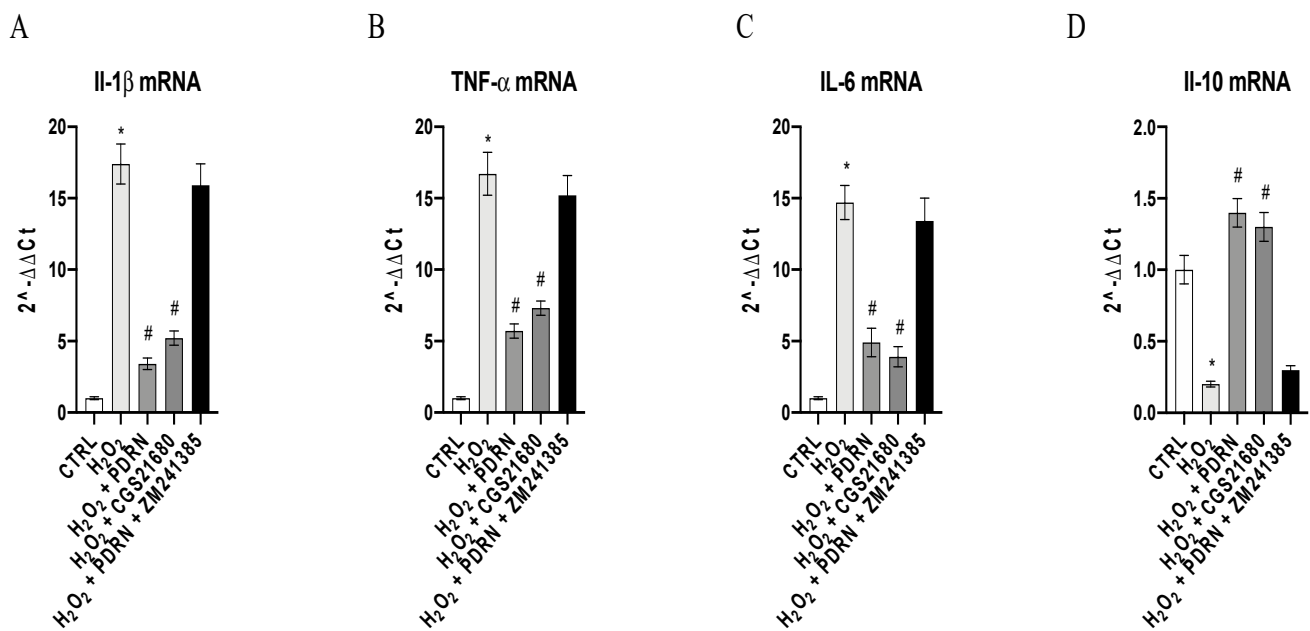 A
B
C
D
Il-1β mRNA
20
15
10
5
0
2^-ΔΔCt
*
#
#
CTRL
H₂O₂
H₂O₂ + PDRN
H₂O₂ + CGS21680
H₂O₂ + PDRN + ZM241385
TNF-α mRNA
20
15
10
5
0
2^-ΔΔCt
*
#
#
CTRL
H₂O₂
H₂O₂ + PDRN
H₂O₂ + CGS21680
H₂O₂ + PDRN + ZM241385
IL-6 mRNA
20
15
10
5
0
2^-ΔΔCt
*
#
#
CTRL
H₂O₂
H₂O₂ + PDRN
H₂O₂ + CGS21680
H₂O₂ + PDRN + ZM241385
Il-10 mRNA
2.0
1.5
1.0
0.5
0.0
2^-ΔΔCt
*
#
#
CTRL
H₂O₂
H₂O₂ + PDRN
H₂O₂ + CGS21680
H₂O₂ + PDRN + ZM241385